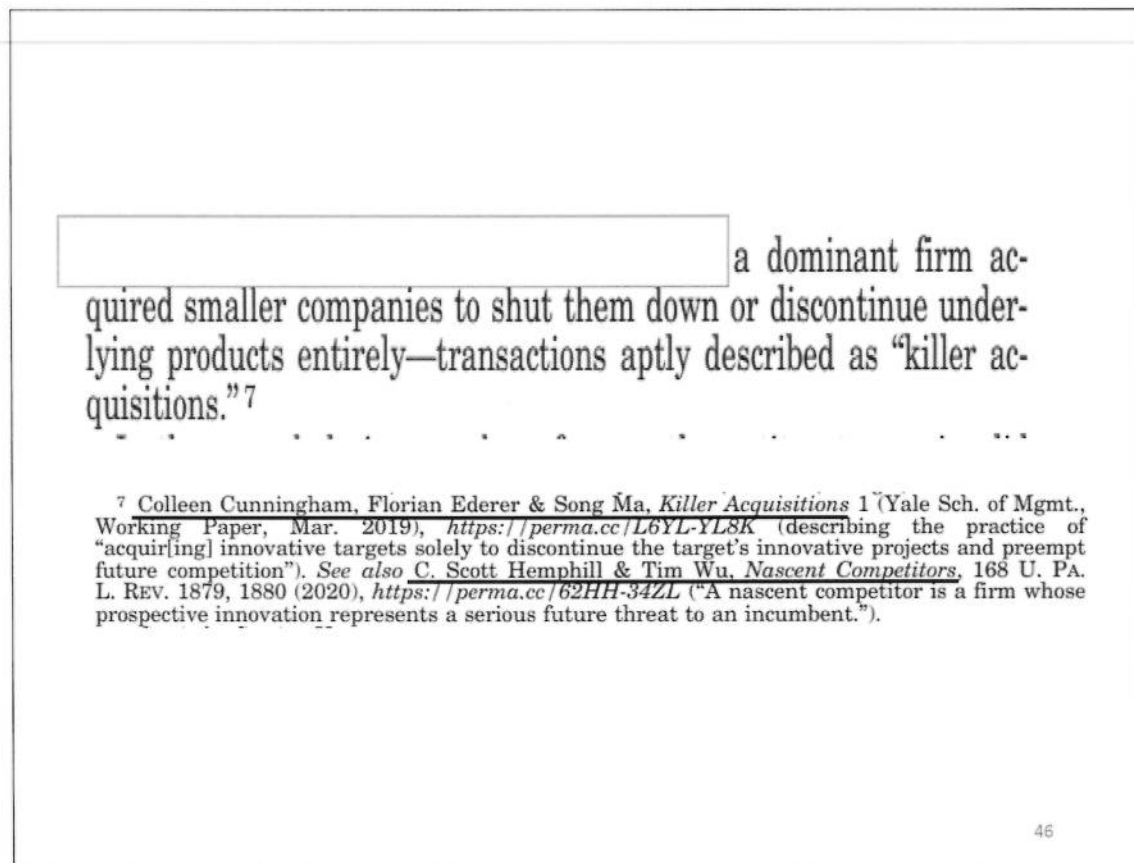 a dominant firm ac-
quired smaller companies to shut them down or discontinue under-
lying products entirely—transactions aptly described as “killer ac-
quisitions.” 7
7 Colleen Cunningham, Florian Ederer & Song Ma, Killer Acquisitions 1 (Yale Sch. of Mgmt.,
Working Paper, Mar. 2019), https://perma.cc/L6YL-YL8K (describing the practice of
“acquir[ing] innovative targets solely to discontinue the target’s innovative projects and preempt
future competition”). See also C. Scott Hemphill & Tim Wu, Nascent Competitors, 168 U. PA.
L. REV. 1879, 1880 (2020), https://perma.cc/62HH-34ZL (“A nascent competitor is a firm whose
prospective innovation represents a serious future threat to an incumbent.”).
46